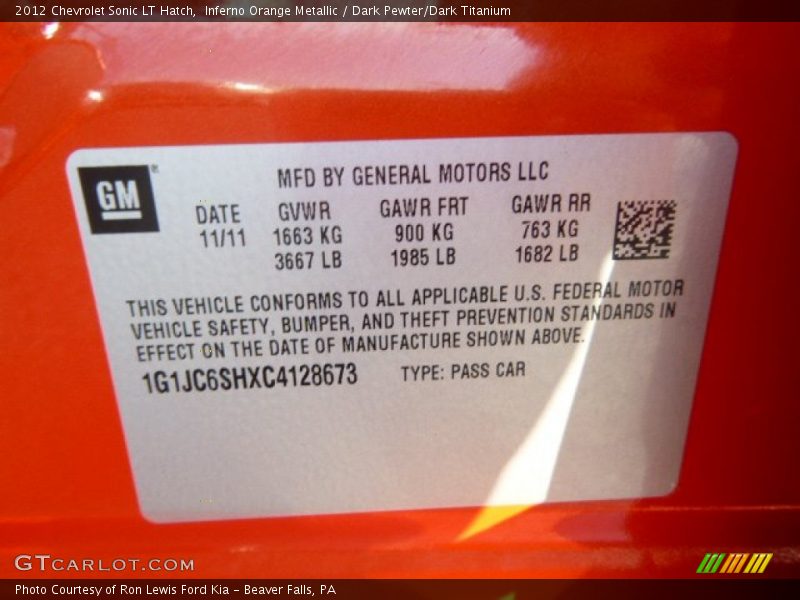 2012 Chevrolet Sonic LT Hatch,  Inferno Orange Metallic / Dark Pewter/Dark Titanium
GM ®
MFD BY GENERAL MOTORS LLC
DATE GVWR GAWR FRT GAWR RR
11/11 1663 KG 900 KG 763 KG
3667 LB 1985 LB 1682 LB
THIS VEHICLE CONFORMS TO ALL APPLICABLE U.S. FEDERAL MOTOR
VEHICLE SAFETY, BUMPER, AND THEFT PREVENTION STANDARDS IN
EFFECT ON THE DATE OF MANUFACTURE SHOWN ABOVE.
1G1JC6SHXC4128673 TYPE: PASS CAR
GTCARLOT.COM
Photo Courtesy of Ron Lewis Ford Kia - Beaver Falls, PA